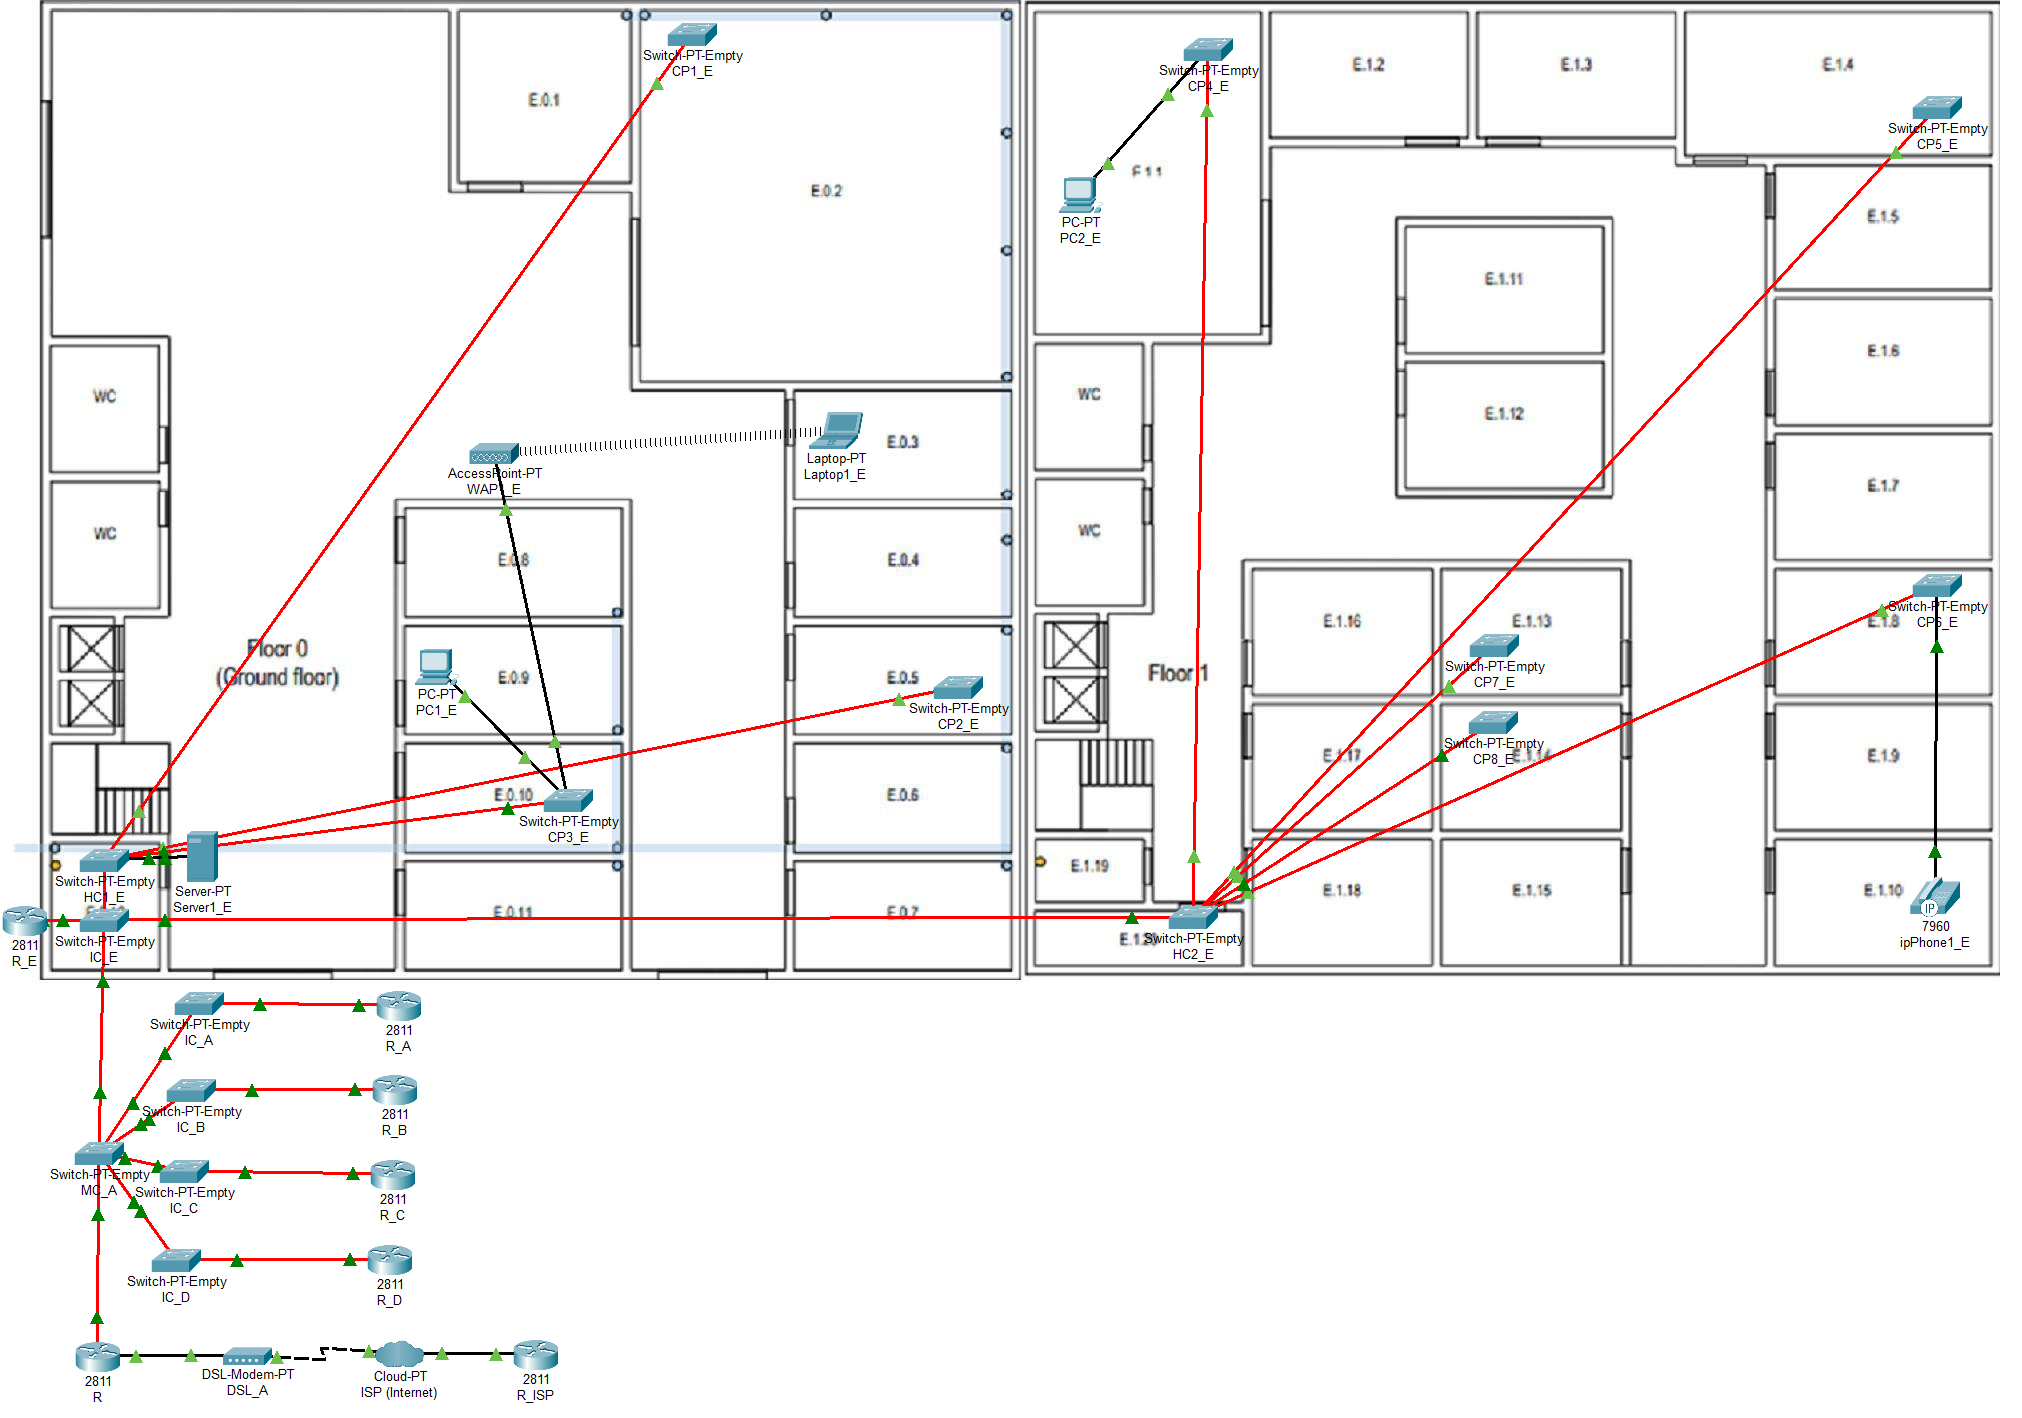 Switch-PT-Empty
CP1_E
E.0.1
E.0.2
WC
WC
AccessPoint-PT
WAP1_E
Laptop-PT
Laptop1_E
E.0.3
E.0.8
E.0.4
Floor 0
(Ground floor)
PC-PT
PC1_E
E.0.9
E.0.5
Switch-PT-Empty
CP2_E
E.0.10
Switch-PT-Empty
CP3_E
E.0.6
Switch-PT-Empty
HC1_E
Server-PT
Server1_E
2811
R_E
Switch-PT-Empty
IC_E
E.0.11
E.0.7
Switch-PT-Empty
CP4_E
E.1.1
PC-PT
PC2_E
E.1.2
E.1.3
E.1.4
Switch-PT-Empty
CP5_E
E.1.5
E.1.11
E.1.6
WC
E.1.12
E.1.7
WC
Floor 1
E.1.16
E.1.13
Switch-PT-Empty
CP7_E
Switch-PT-Empty
CP6_E
E.1.8
E.1.17
Switch-PT-Empty
CP8_E
E.1.14
E.1.9
E.1.19
E.1.18
E.1.15
E.1.10
IP
7960
ipPhone1_E
Switch-PT-Empty
HC2_E
Switch-PT-Empty
IC_A
2811
R_A
Switch-PT-Empty
IC_B
2811
R_B
Switch-PT-Empty
MC_A
Switch-PT-Empty
IC_C
2811
R_C
Switch-PT-Empty
IC_D
2811
R_D
2811
R
DSL-Modem-PT
DSL_A
Cloud-PT
ISP (Internet)
2811
R_ISP